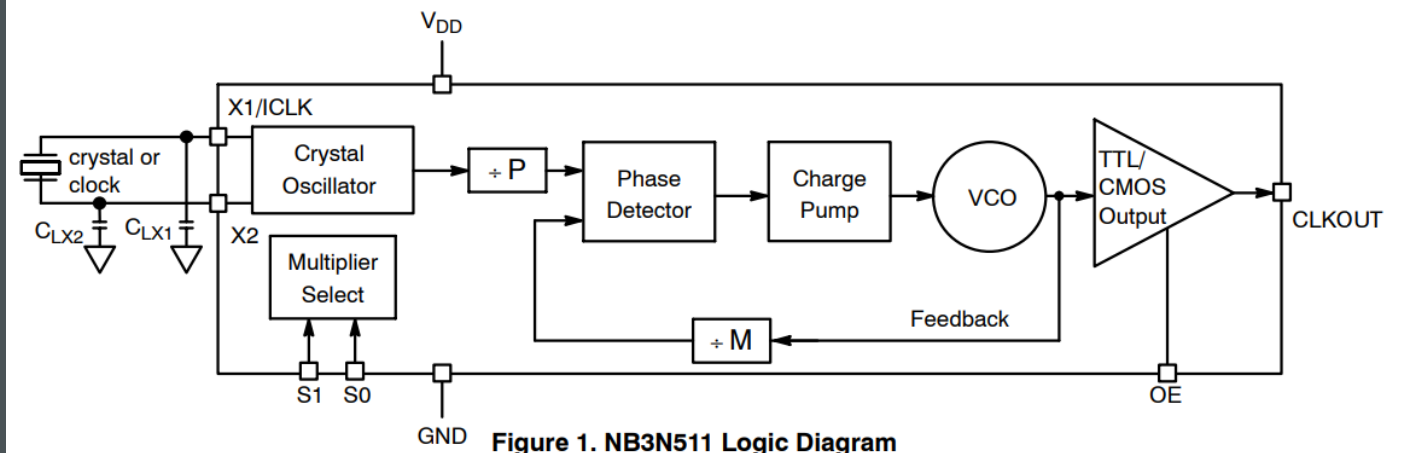 VDD
X1/ICLK
crystal or
clock
Crystal
Oscillator
÷ P
Phase
Detector
Charge
Pump
VCO
TTL/
CMOS
Output
CLKOUT
CLX2
CLX1
X2
Multiplier
Select
Feedback
÷ M
S1 S0
OE
GND
Figure 1. NB3N511 Logic Diagram